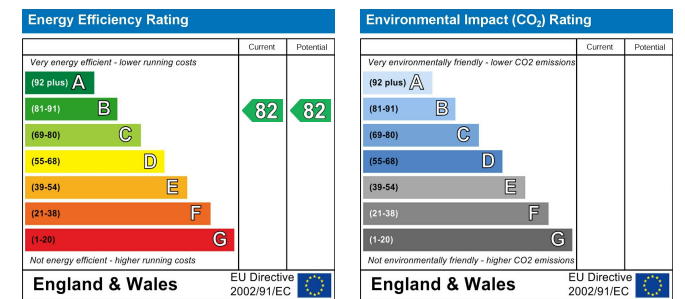 Energy Efficiency Rating
Current Potential
Very energy efficient - lower running costs
(92 plus) A
(81-91) B
82 82
(69-80) C
(55-68) D
(39-54) E
(21-38) F
(1-20) G
Not energy efficient - higher running costs
England & Wales
EU Directive
2002/91/EC
Environmental Impact (CO₂) Rating
Current Potential
Very environmentally friendly - lower CO2 emissions
(92 plus) A
(81-91) B
(69-80) C
(55-68) D
(39-54) E
(21-38) F
(1-20) G
Not environmentally friendly - higher CO2 emissions
England & Wales
EU Directive
2002/91/EC